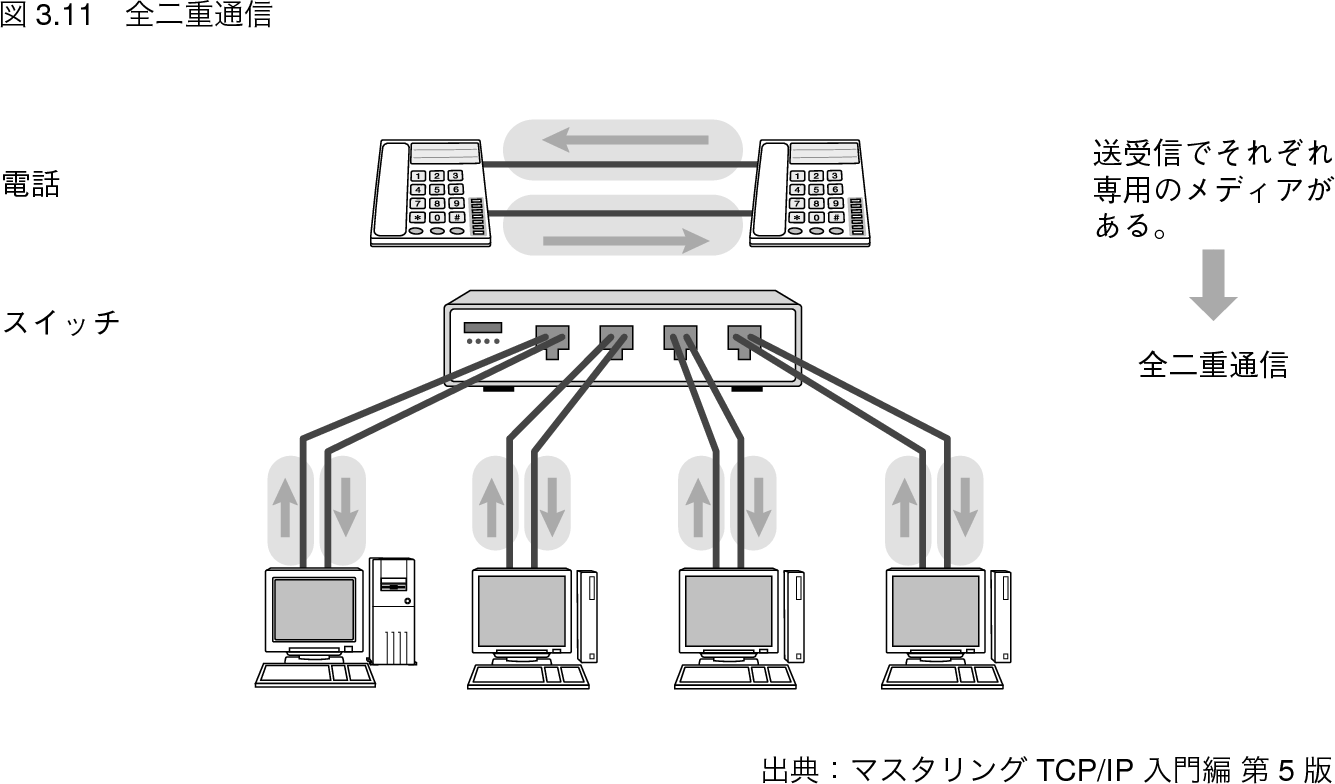 図 3.11 全二重通信
電話
送受信でそれぞれ
専用のメディアが
ある。
スイッチ
全二重通信
1 2 3
4 5 6
7 8 9
* 0 #
1 2 3
4 5 6
7 8 9
* 0 #
出典：マスタリング TCP/IP 入門編 第 5 版